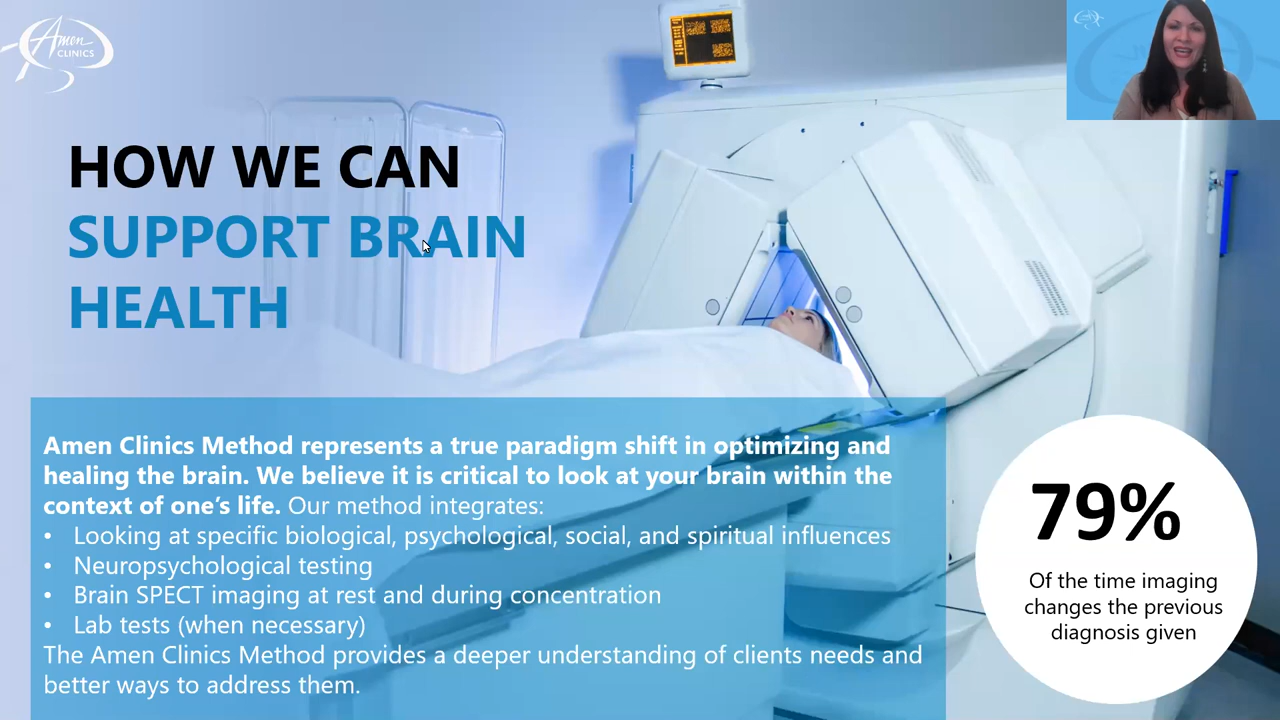 Amen
CLINICS
HOW WE CAN
SUPPORT BRAIN
HEALTH
Amen Clinics Method represents a true paradigm shift in optimizing and
healing the brain. We believe it is critical to look at your brain within the
context of one’s life. Our method integrates:
• Looking at specific biological, psychological, social, and spiritual influences
• Neuropsychological testing
• Brain SPECT imaging at rest and during concentration
• Lab tests (when necessary)
The Amen Clinics Method provides a deeper understanding of clients needs and
better ways to address them.
79%
Of the time imaging
changes the previous
diagnosis given